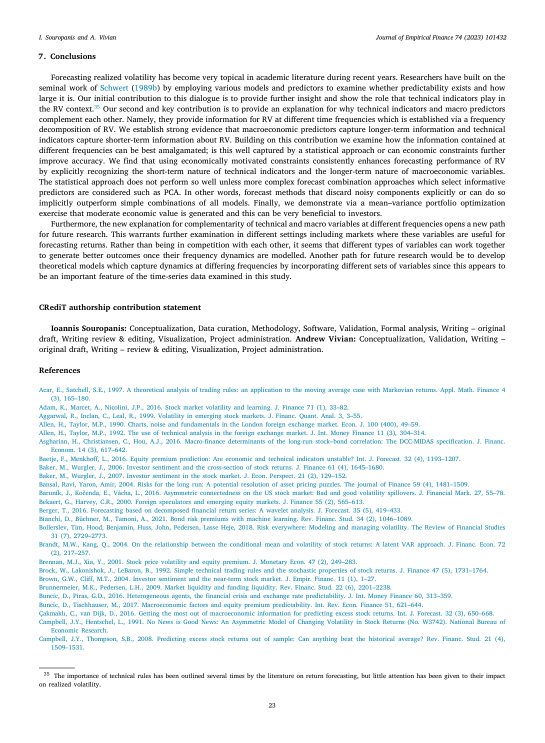 I. Souropanis and A. Vivian
Journal of Empirical Finance 74 (2023) 101432
7. Conclusions
Forecasting realized volatility has become very topical in academic literature during recent years. Researchers have built on the
seminal work of Schwert (1989b) by employing various models and predictors to examine whether predictability exists and how
large it is. Our initial contribution to this dialogue is to provide further insight and show the role that technical indicators play in
the RV context.35 Our second and key contribution is to provide an explanation for why technical indicators and macro predictors
complement each other. Namely, they provide information for RV at different time frequencies which is established via a frequency
decomposition of RV. We establish strong evidence that macroeconomic predictors capture longer-term information and technical
indicators capture shorter-term information about RV. Building on this contribution we examine how the information contained at
different frequencies can be best amalgamated; is this well captured by a statistical approach or can economic constraints further
improve accuracy. We find that using economically motivated constraints consistently enhances forecasting performance of RV
by explicitly recognizing the short-term nature of technical indicators and the longer-term nature of macroeconomic variables.
The statistical approach does not perform so well unless more complex forecast combination approaches which select informative
predictors are considered such as PCA. In other words, forecast methods that discard noisy components explicitly or can do so
implicitly outperform simple combinations of all models. Finally, we demonstrate via a mean–variance portfolio optimization
exercise that moderate economic value is generated and this can be very beneficial to investors.
Furthermore, the new explanation for complementarity of technical and macro variables at different frequencies opens a new path
for future research. This warrants further examination in different settings including markets where these variables are useful for
forecasting returns. Rather than being in competition with each other, it seems that different types of variables can work together
to generate better outcomes once their frequency dynamics are modelled. Another path for future research would be to develop
theoretical models which capture dynamics at differing frequencies by incorporating different sets of variables since this appears to
be an important feature of the time-series data examined in this study.
CRediT authorship contribution statement
Ioannis Souropanis: Conceptualization, Data curation, Methodology, Software, Validation, Formal analysis, Writing – original
draft, Writing review & editing, Visualization, Project administration. Andrew Vivian: Conceptualization, Validation, Writing –
original draft, Writing – review & editing, Visualization, Project administration.
References
Acar, E., Satchell, S.E., 1997. A theoretical analysis of trading rules: an application to the moving average case with Markovian returns. Appl. Math. Finance 4
(3), 165–180.
Adam, K., Marcet, A., Nicolini, J.P., 2016. Stock market volatility and learning. J. Finance 71 (1), 33–82.
Aggarwal, R., Inclan, C., Leal, R., 1999. Volatility in emerging stock markets. J. Financ. Quant. Anal. 3, 3–55.
Allen, H., Taylor, M.P., 1990. Charts, noise and fundamentals in the London foreign exchange market. Econ. J. 100 (400), 49–59.
Allen, H., Taylor, M.P., 1992. The use of technical analysis in the foreign exchange market. J. Int. Money Finance 11 (3), 304–314.
Asgharian, H., Christiansen, C., Hou, A.J., 2016. Macro-finance determinants of the long-run stock–bond correlation: The DCC-MIDAS specification. J. Financ.
Econom. 14 (3), 617–642.
Baetje, F., Menkhoff, L., 2016. Equity premium prediction: Are economic and technical indicators unstable? Int. J. Forecast. 32 (4), 1193–1207.
Baker, M., Wurgler, J., 2006. Investor sentiment and the cross-section of stock returns. J. Finance 61 (4), 1645–1680.
Baker, M., Wurgler, J., 2007. Investor sentiment in the stock market. J. Econ. Perspect. 21 (2), 129–152.
Bansal, Ravi, Yaron, Amir, 2004. Risks for the long run: A potential resolution of asset pricing puzzles. The journal of Finance 59 (4), 1481–1509.
Barunik, J., Kočenda, E., Vácha, L., 2016. Asymmetric connectedness on the US stock market: Bad and good volatility spillovers. J. Financial Mark. 27, 55–78.
Bekaert, G., Harvey, C.R., 2000. Foreign speculators and emerging equity markets. J. Finance 55 (2), 565–613.
Berger, T., 2016. Forecasting based on decomposed financial return series: A wavelet analysis. J. Forecast. 35 (5), 419–433.
Bianchi, D., Büchner, M., Tamoni, A., 2021. Bond risk premiums with machine learning. Rev. Financ. Stud. 34 (2), 1046–1089.
Bollerslev, Tim, Hood, Benjamin, Huss, John, Pedersen, Lasse Heje, 2018. Risk everywhere: Modeling and managing volatility. The Review of Financial Studies
31 (7), 2729–2773.
Brandt, M.W., Kang, Q., 2004. On the relationship between the conditional mean and volatility of stock returns: A latent VAR approach. J. Financ. Econ. 72
(2), 217–257.
Brennan, M.J., Xia, Y., 2001. Stock price volatility and equity premium. J. Monetary Econ. 47 (2), 249–283.
Brock, W., Lakonishok, J., LeBaron, B., 1992. Simple technical trading rules and the stochastic properties of stock returns. J. Finance 47 (5), 1731–1764.
Brown, G.W., Cliff, M.T., 2004. Investor sentiment and the near-term stock market. J. Empir. Finance 11 (1), 1–27.
Brunnermeier, M.K., Pedersen, L.H., 2009. Market liquidity and funding liquidity. Rev. Financ. Stud. 22 (6), 2201–2238.
Buncic, D., Piras, G.D., 2016. Heterogeneous agents, the financial crisis and exchange rate predictability. J. Int. Money Finance 60, 313–359.
Buncic, D., Tischhauser, M., 2017. Macroeconomic factors and equity premium predictability. Int. Rev. Econ. Finance 51, 621–644.
Çakmaklı, C., van Dijk, D., 2016. Getting the most out of macroeconomic information for predicting excess stock returns. Int. J. Forecast. 32 (3), 650–668.
Campbell, J.Y., Hentschel, L., 1991. No News is Good News: An Asymmetric Model of Changing Volatility in Stock Returns (No. W3742). National Bureau of
Economic Research.
Campbell, J.Y., Thompson, S.B., 2008. Predicting excess stock returns out of sample: Can anything beat the historical average? Rev. Financ. Stud. 21 (4),
1509–1531.
35 The importance of technical rules has been outlined several times by the literature on return forecasting, but little attention has been given to their impact
on realized volatility.
23